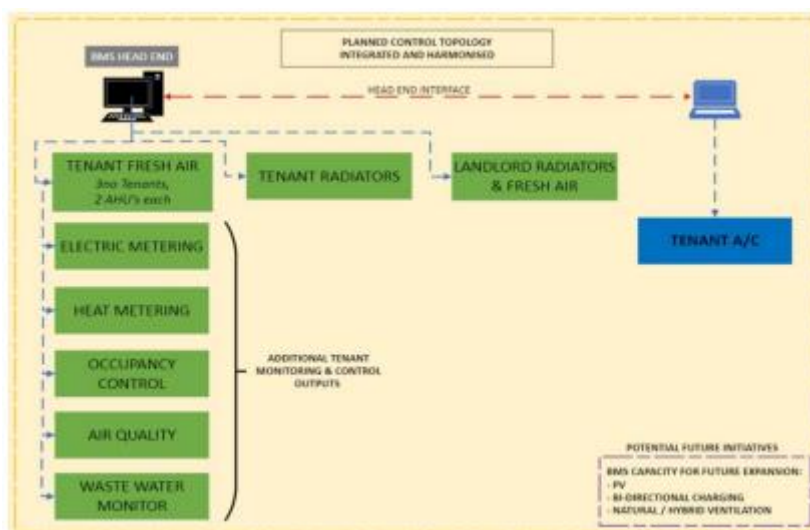 PLANNED CONTROL TOPOLOGY
INTEGRATED AND HARMONISED
BMS HEAD END
HEAD END INTERFACE
TENANT FRESH AIR
3no Tenants,
2 AHU's each
TENANT RADIATORS
LANDLORD RADIATORS
& FRESH AIR
TENANT A/C
ELECTRIC METERING
HEAT METERING
OCCUPANCY
CONTROL
AIR QUALITY
WASTE WATER
MONITOR
ADDITIONAL TENANT
MONITORING & CONTROL
OUTPUTS
POTENTIAL FUTURE INITIATIVES
BMS CAPACITY FOR FUTURE EXPANSION:
- PV
- BI-DIRECTIONAL CHARGING
- NATURAL / HYBRID VENTILATION